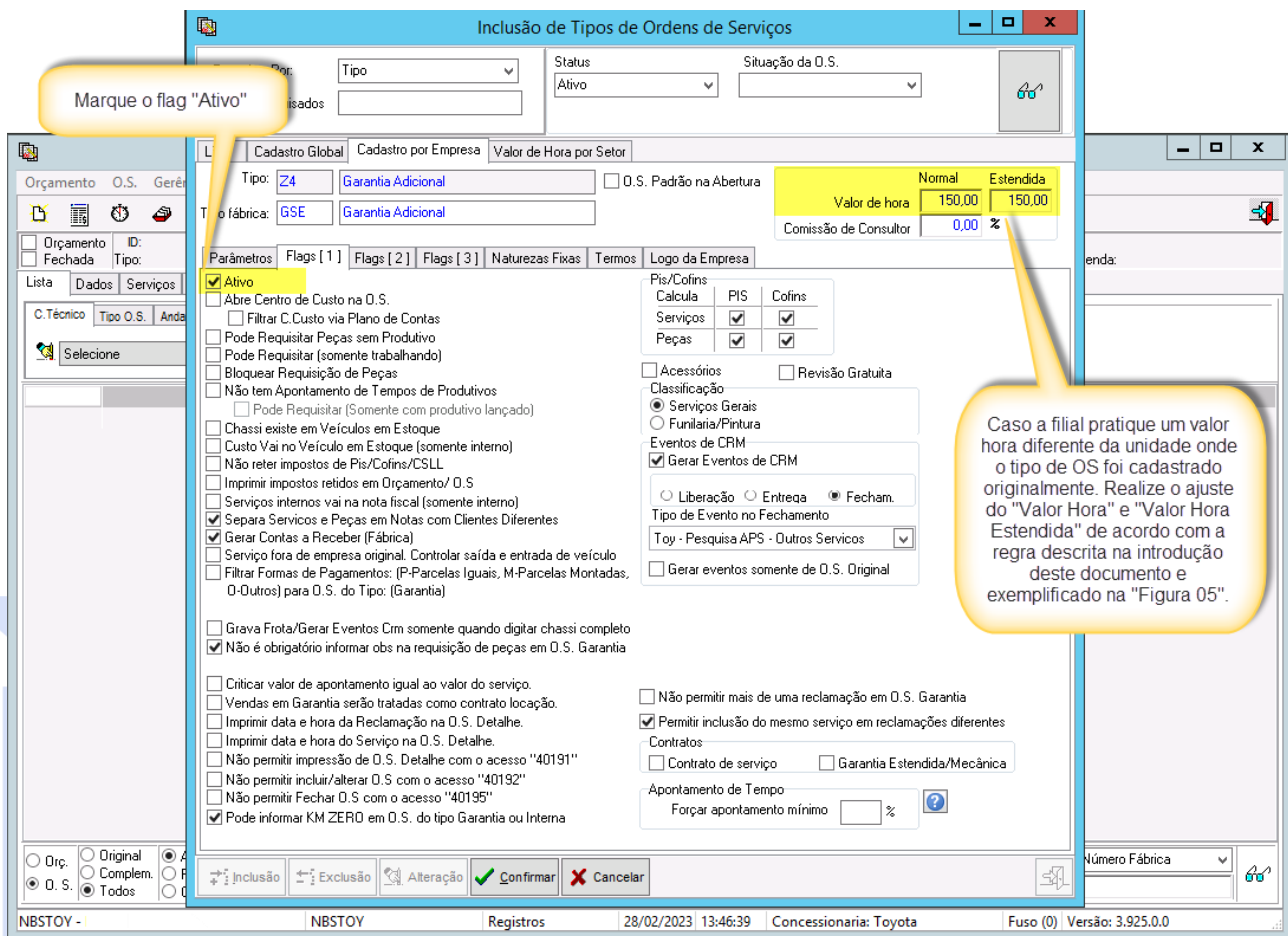 Inclusão de Tipos de Ordens de Serviços
Por: Tipo
Status
Ativo
Situação da O.S.
Marque o flag "Ativo"
Cadastro Global Cadastro por Empresa Valor de Hora por Setor
Orçamento O.S.
Tipo: Z4 Garantia Adicional O.S. Padrão na Abertura
Normal Estendida
Valor de hora 150,00 150,00
fábrica: GSE Garantia Adicional
Comissão de Consultor 0,00 %
Orçamento ID:
Fechada Tipo:
enda:
Parâmetros Flags [ 1 ] Flags [ 2 ] Flags [ 3 ] Naturezas Fixas Termos Logo da Empresa
Lista Dados Serviços
C.Técnico Tipo O.S.
Selecione
Ativo
Abre Centro de Custo na O.S.
Filtrar C.Custo via Plano de Contas
Pode Requisitar Peças sem Produtivo
Pode Requisitar (somente trabalhando)
Bloquear Requisição de Peças
Não tem Apontamento de Tempos de Produtivos
Pode Requisitar (Somente com produtivo lançado)
Chassi existe em Veículos em Estoque
Custo Vai no Veículo em Estoque (somente interno)
Não reter impostos de Pis/Cofins/CSLL
Imprimir impostos retidos em Orçamento/ O.S
Serviços internos vai na nota fiscal (somente interno)
Separa Servicos e Peças em Notas com Clientes Diferentes
Gerar Contas a Receber (Fábrica)
Serviço fora de empresa original. Controlar saída e entrada de veículo
Filtrar Formas de Pagamentos: (P-Parcelas Iguais, M-Parcelas Montadas,
O-Outros) para O.S. do Tipo: (Garantia)
Grava Frota/Gerar Eventos Crm somente quando digitar chassi completo
Não é obrigatório informar obs na requisição de peças em O.S. Garantia
Criticar valor de apontamento igual ao valor do serviço.
Vendas em Garantia serão tratadas como contrato locação.
Imprimir data e hora da Reclamação na O.S. Detalhe.
Imprimir data e hora do Serviço na O.S. Detalhe.
Não permitir impressão de O.S. Detalhe com o acesso "40191"
Não permitir incluir/alterar O.S com o acesso "40192"
Não permitir Fechar O.S com o acesso "40195"
Pode informar KM ZERO em O.S. do tipo Garantia ou Interna
Pis/Cofins
Calcula PIS Cofins
Serviços
Peças
Acessórios Revisão Gratuita
Classificação
Serviços Gerais
Funilaria/Pintura
Eventos de CRM
Gerar Eventos de CRM
Liberação Entrega Fecham.
Tipo de Evento no Fechamento
Toy - Pesquisa APS - Outros Servicos
Gerar eventos somente de O.S. Original
Não permitir mais de uma reclamação em O.S. Garantia
Permitir inclusão do mesmo serviço em reclamações diferentes
Contratos
Contrato de serviço Garantia Estendida/Mecânica
Apontamento de Tempo
Forçar apontamento mínimo %
Caso a filial pratique um valor
hora diferente da unidade onde
o tipo de OS foi cadastrado
originalmente. Realize o ajuste
do "Valor Hora" e "Valor Hora
Estendida" de acordo com a
regra descrita na introdução
deste documento e
exemplificado na "Figura 05".
Orç. Original
Complem.
O. S. Todos
Inclusão Exclusão Alteração Confirmar Cancelar
Número Fábrica
NBSTOY - NBSTOY Registros 28/02/2023 13:46:39 Concessionaria: Toyota Fuso (0) Versão: 3.925.0.0